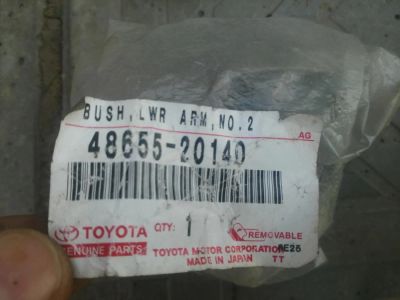 BUSH, LWR ARM, NO. 2
AG
48655-20140
TOYOTA QTY: 1 REMOVABLE
GENUINE PARTS TOYOTA MOTOR CORPORATION RE25
MADE IN JAPAN TT